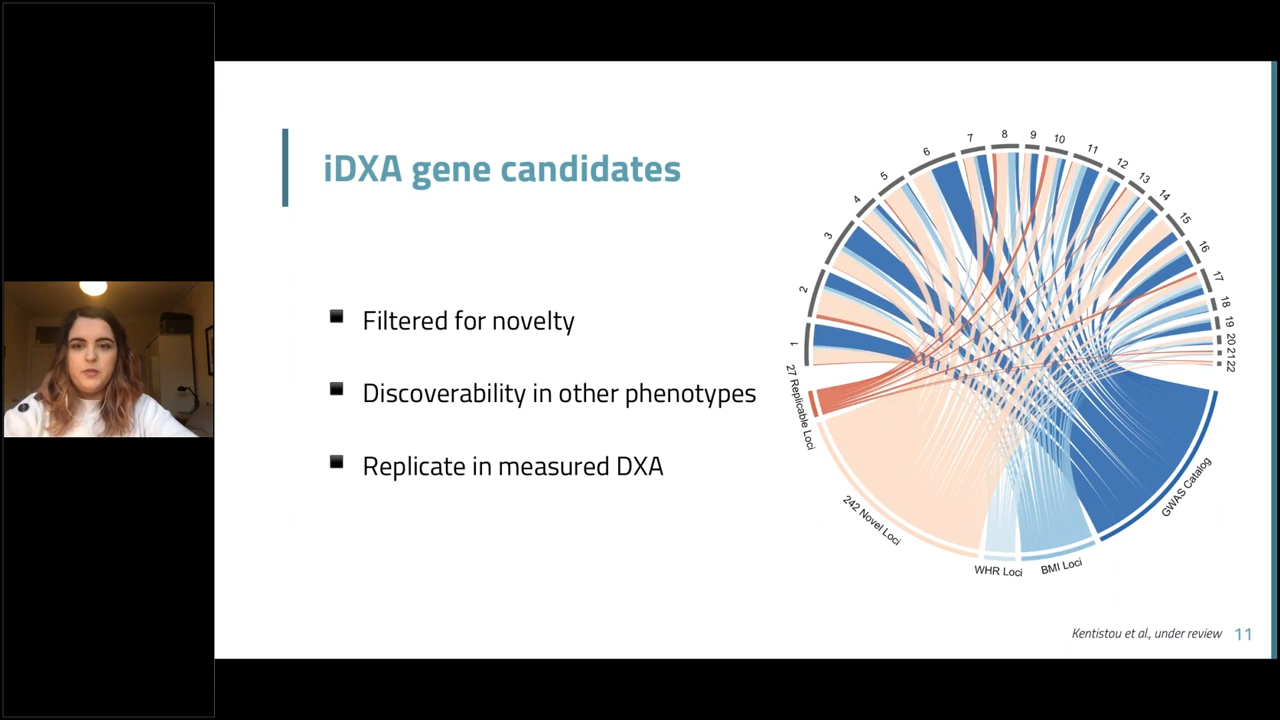 iDXA gene candidates
Filtered for novelty
Discoverability in other phenotypes
Replicate in measured DXA
1
2
3
4
5
6
7
8
9
10
11
12
13
14
15
16
17
18
19
20
21
22
27 Replicable Loci
242 Novel Loci
WHR Loci
BMI Loci
GWAS Catalog
Kentistou et al., under review
11